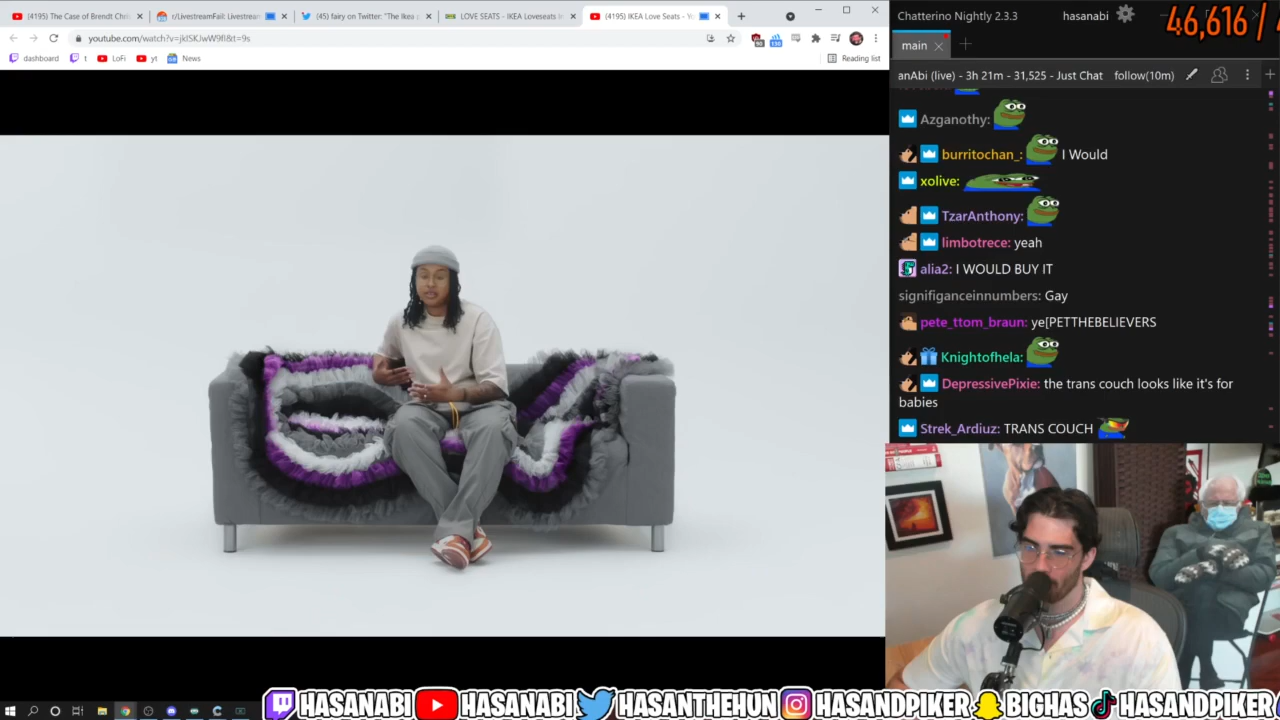 (4195) The Case of Brendt Chris
r/LivestreamFail: Livestream
(45) fairy on Twitter: "The Ikea p
LOVE SEATS - IKEA Loveseats In
(4195) IKEA Love Seats - Yo
youtube.com/watch?v=jkISKJwW9fI&t=9s
dashboard
t
LoFi
yt
News
Reading list
Chatterino Nightly 2.3.3
hasanabi
46,616 /
main
anAbi (live) - 3h 21m - 31,525 - Just Chat
follow(10m)
Azganothy:
burritochan_: I Would
xolive:
TzarAnthony:
limbotrece: yeah
alia2: I WOULD BUY IT
signifiganceinnumbers: Gay
pete_ttom_braun: ye[PETTHEBELIEVERS
Knightofhela:
DepressivePixie: the trans couch looks like it's for
babies
Strek_Ardiuz: TRANS COUCH
HASANABI HASANABI HASANTHEHUN HASANDPIKER BIGHAS HASANDPIKER